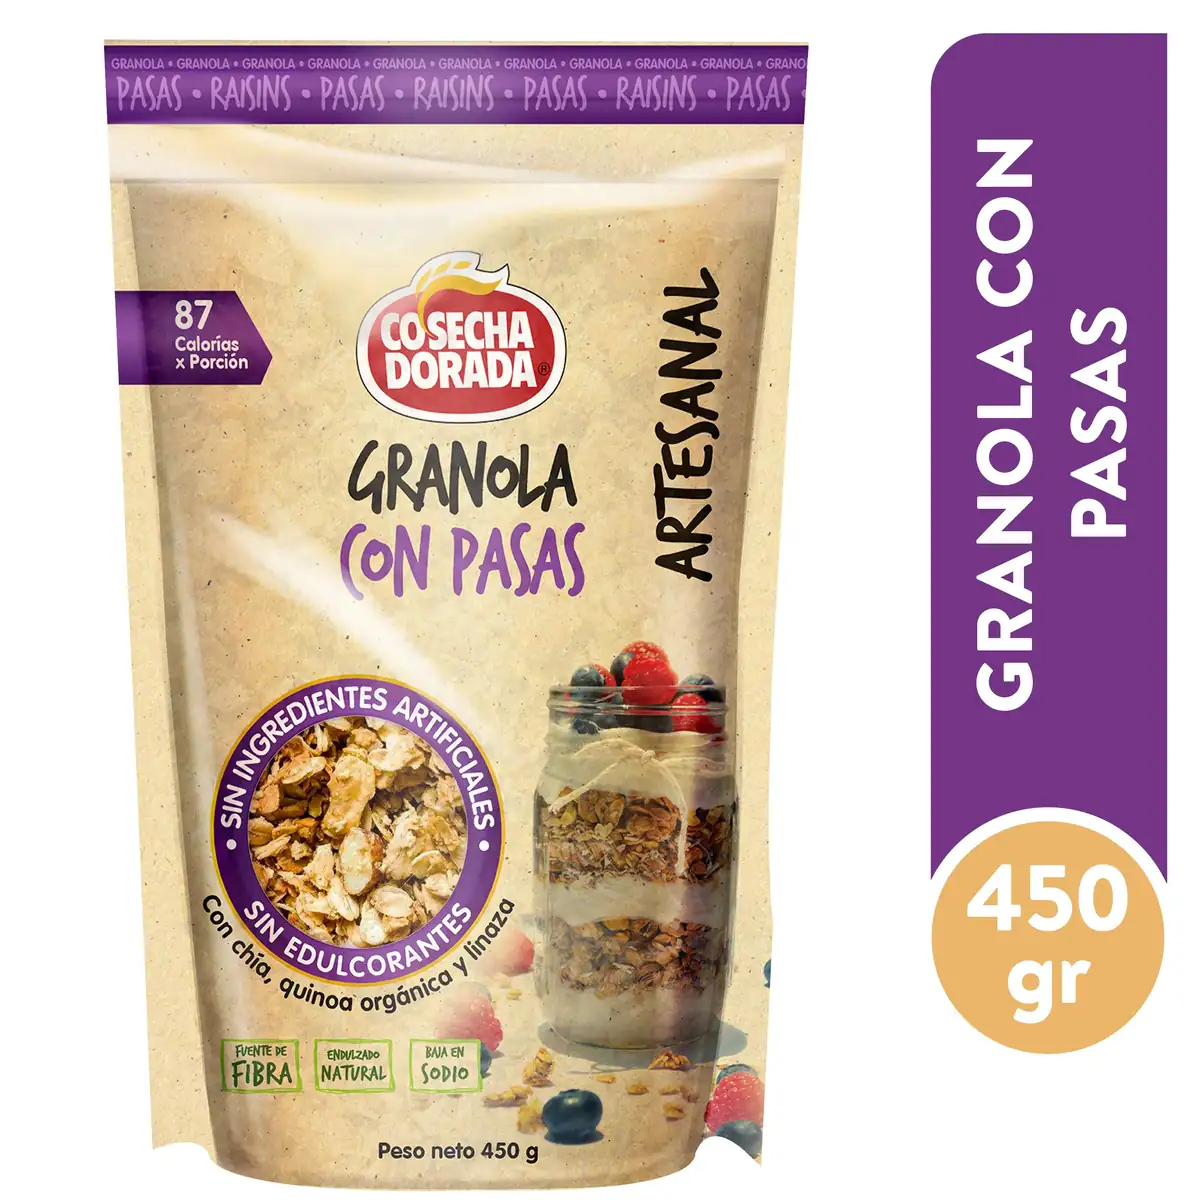 GRANOLA • GRANOLA • GRANOLA • GRANOLA • GRANOLA • GRANOLA • GRANOLA • GRANOLA • GRANOLA • GRANOLA • GRANO
PASAS • RAISINS • PASAS • RAISINS • PASAS • RAISINS • PASAS •
87
Calorías
x Porción
COSECHA
DORADA®
ARTESANAL
GRANOLA
CON PASAS
• SIN INGREDIENTES ARTIFICIALES •
SIN EDULCORANTES
Con chía, quinoa orgánica y linaza
FUENTE DE
FIBRA
ENDULZADO
NATURAL
BAJA EN
SODIO
Peso neto 450 g
GRANOLA CON
PASAS
450
gr